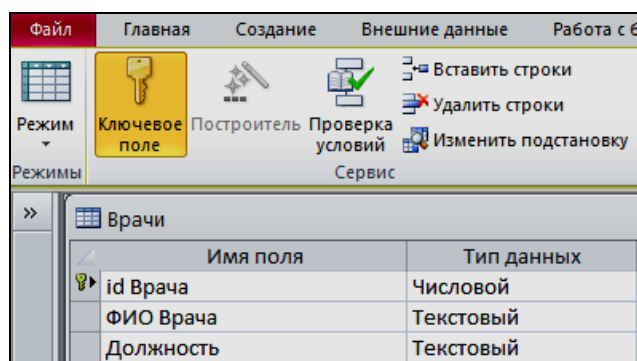 Файл Главная Создание Внешние данные Работа с б
Вставить строки
Удалить строки
Режим Ключевое поле Построитель Проверка условий Изменить подстановку
Режимы Сервис
» Врачи
Имя поля Тип данных
id Врача Числовой
ФИО Врача Текстовый
Должность Текстовый